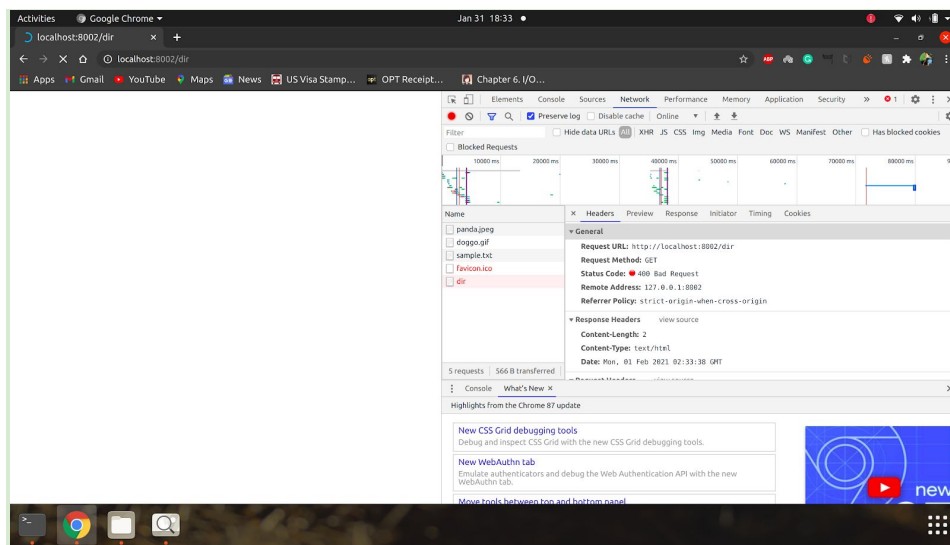 Activities Google Chrome Jan 31 18:33
localhost:8002/dir × +
localhost:8002/dir ABP
Apps Gmail YouTube Maps News US Visa Stamp... OPT Receipt... Chapter 6. I/O...
Elements Console Sources Network Performance Memory Application Security » 1
Preserve log Disable cache Online
Filter Hide data URLs All XHR JS CSS Img Media Font Doc WS Manifest Other Has blocked cookies
Blocked Requests
10000 ms 20000 ms 30000 ms 40000 ms 50000 ms 60000 ms 70000 ms 80000 ms 9
Name × Headers Preview Response Initiator Timing Cookies
panda.jpeg
doggo.gif
sample.txt
favicon.ico
dir
General
Request URL: http://localhost:8002/dir
Request Method: GET
Status Code: 400 Bad Request
Remote Address: 127.0.0.1:8002
Referrer Policy: strict-origin-when-cross-origin
Response Headers view source
Content-Length: 2
Content-Type: text/html
Date: Mon, 01 Feb 2021 02:33:38 GMT
Request Headers view source
5 requests 566 B transferred
Console What's New ×
Highlights from the Chrome 87 update
New CSS Grid debugging tools
Debug and inspect CSS Grid with the new CSS Grid debugging tools.
New WebAuthn tab
Emulate authenticators and debug the Web Authentication API with the new
WebAuthn tab.
Move tools between top and bottom panel
new